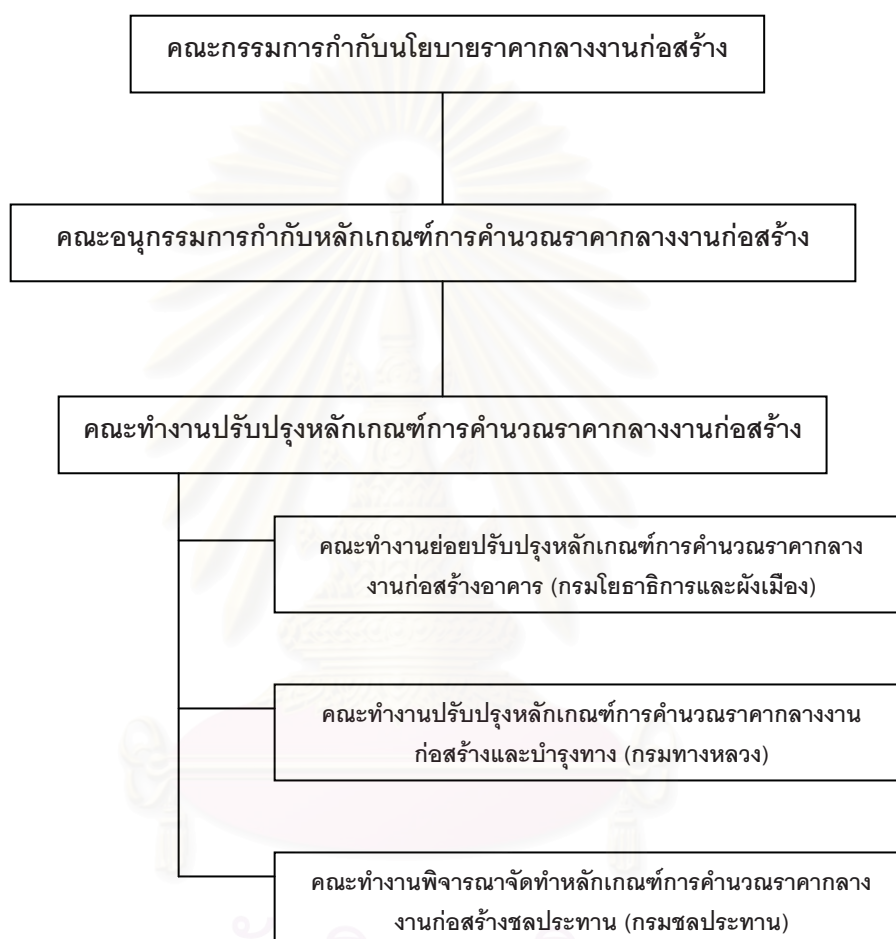 คณะกรรมการกำกับนโยบายราคากลางงานก่อสร้าง
คณะอนุกรรมการกำกับหลักเกณฑ์การคำนวณราคากลางงานก่อสร้าง
คณะทำงานปรับปรุงหลักเกณฑ์การคำนวณราคากลางงานก่อสร้าง
คณะทำงานย่อยปรับปรุงหลักเกณฑ์การคำนวณราคากลาง
งานก่อสร้างอาคาร (กรมโยธาธิการและผังเมือง)
คณะทำงานปรับปรุงหลักเกณฑ์การคำนวณราคากลางงาน
ก่อสร้างและบำรุงทาง (กรมทางหลวง)
คณะทำงานพิจารณาจัดทำหลักเกณฑ์การคำนวณราคากลาง
งานก่อสร้างชลประทาน (กรมชลประทาน)